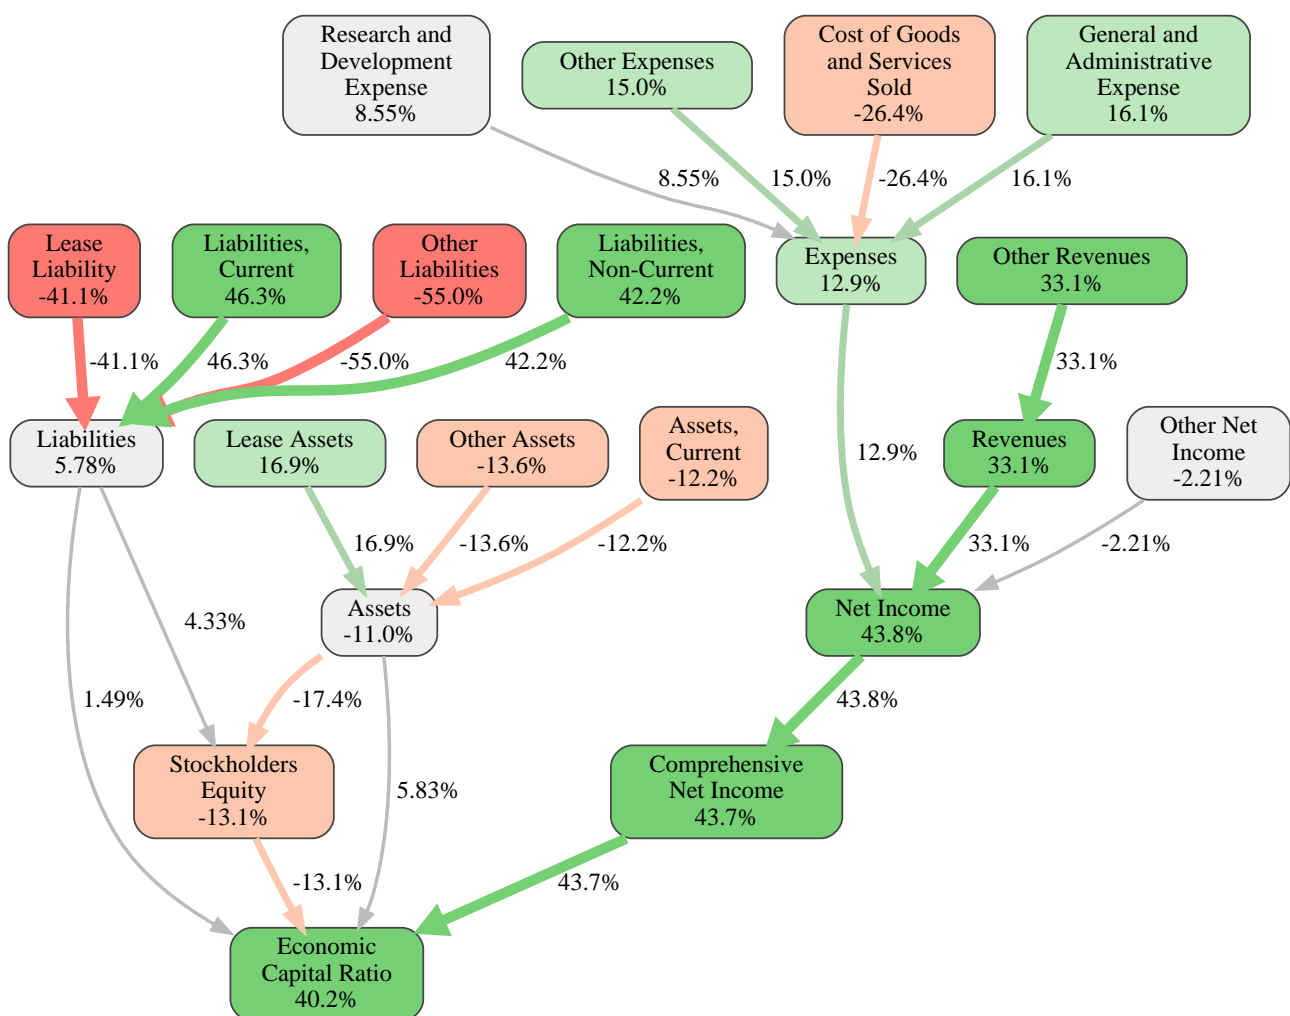 Research and
Development
Expense
8.55%
Other Expenses
15.0%
Cost of Goods
and Services
Sold
-26.4%
General and
Administrative
Expense
16.1%
8.55%
15.0%
-26.4%
16.1%
Lease
Liability
-41.1%
Liabilities,
Current
46.3%
Other
Liabilities
-55.0%
Liabilities,
Non-Current
42.2%
Expenses
12.9%
Other Revenues
33.1%
-41.1%
46.3%
-55.0%
42.2%
33.1%
Liabilities
5.78%
Lease Assets
16.9%
Other Assets
-13.6%
Assets,
Current
-12.2%
12.9%
Revenues
33.1%
Other Net
Income
-2.21%
16.9%
-13.6%
-12.2%
33.1%
-2.21%
4.33%
Assets
-11.0%
Net Income
43.8%
1.49%
-17.4%
43.8%
Stockholders
Equity
-13.1%
5.83%
Comprehensive
Net Income
43.7%
-13.1%
43.7%
Economic
Capital Ratio
40.2%